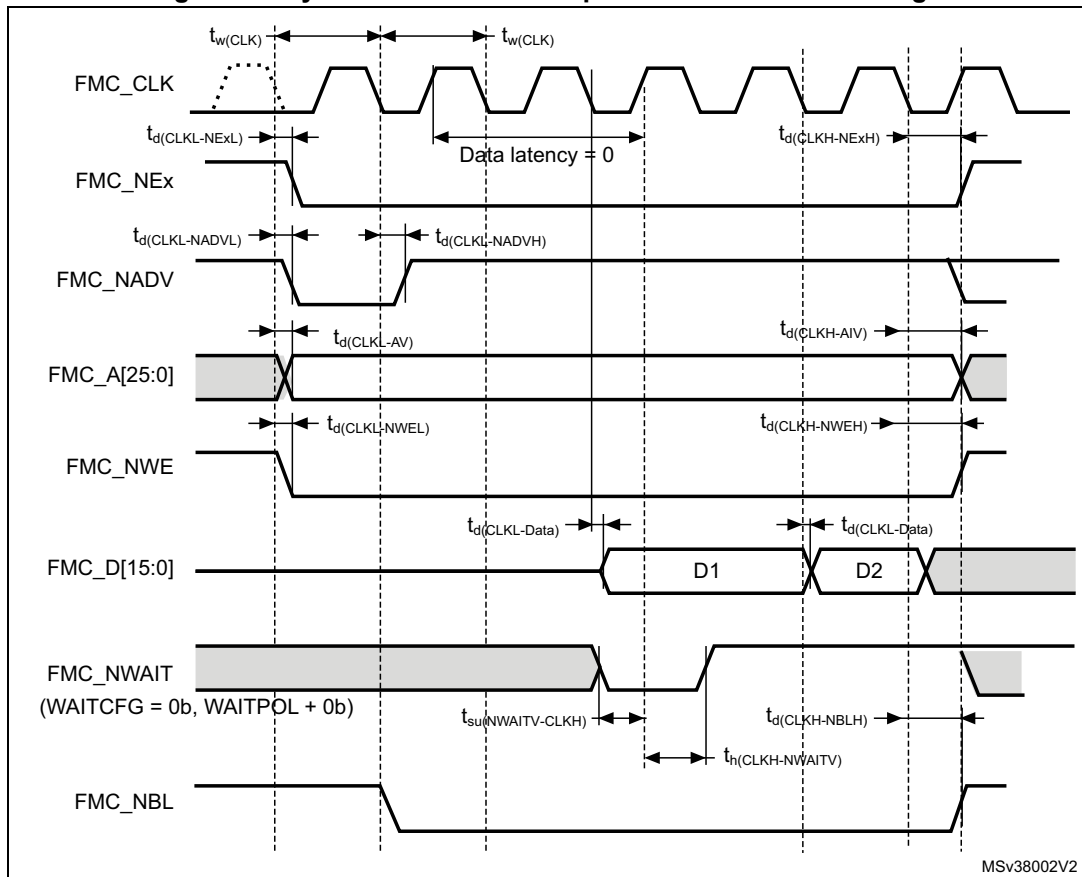 tw(CLK) tw(CLK)
FMC_CLK
td(CLKL-NExL) Data latency = 0 td(CLKH-NExH)
FMC_NEx
td(CLKL-NADVL) td(CLKL-NADVH)
FMC_NADV
td(CLKL-AV) td(CLKH-AIV)
FMC_A[25:0]
td(CLKL-NWEL) td(CLKH-NWEH)
FMC_NWE
td(CLKL-Data) td(CLKL-Data)
FMC_D[15:0] D1 D2
FMC_NWAIT
(WAITCFG = 0b, WAITPOL + 0b)
tsu(NWAITV-CLKH) td(CLKH-NBLH)
th(CLKH-NWAITV)
FMC_NBL
MSv38002V2